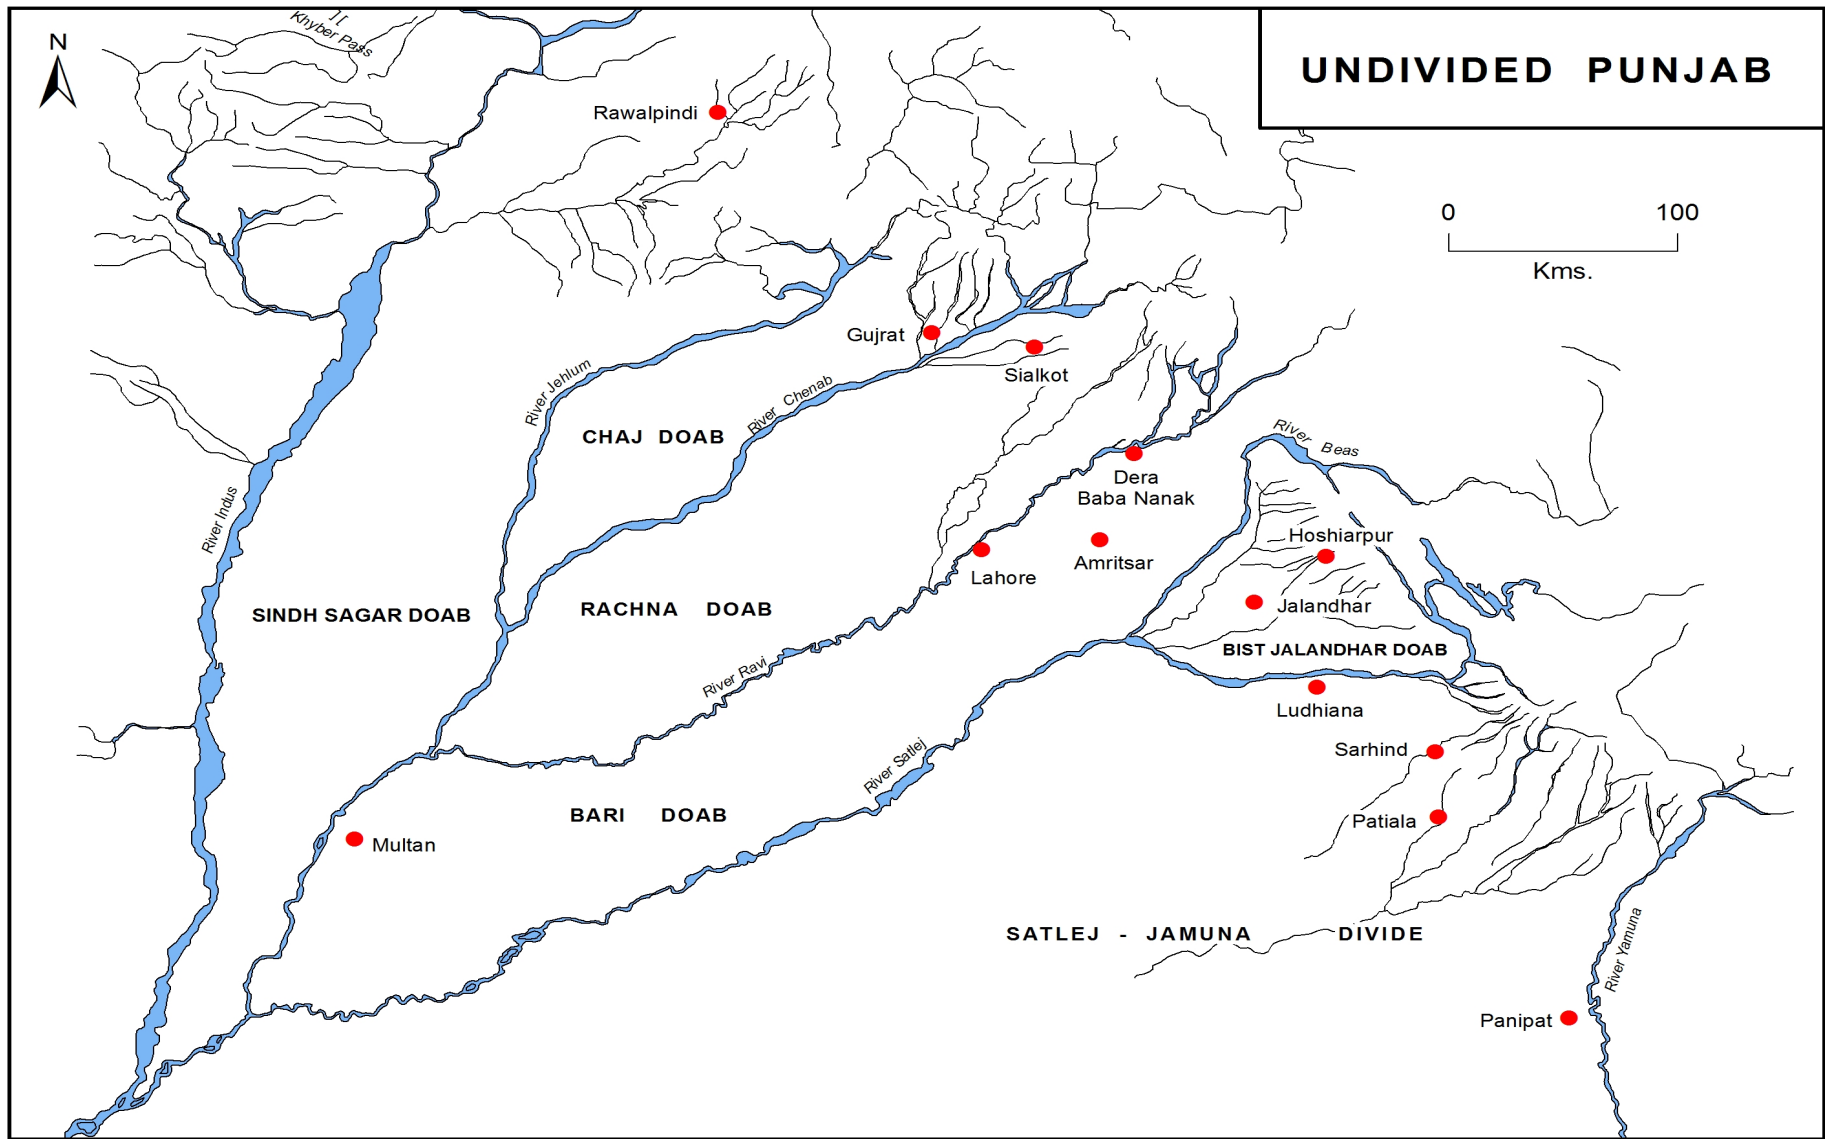 N
Khyber Pass
UNDIVIDED PUNJAB
Rawalpindi
0 100
Kms.
Gujrat
Sialkot
River Jehlum
River Chenab
CHAJ DOAB
River Beas
Dera
Baba Nanak
River Indus
Hoshiarpur
Lahore
Amritsar
Jalandhar
SINDH SAGAR DOAB
RACHNA DOAB
BIST JALANDHAR DOAB
River Ravi
Ludhiana
Sarhind
River Satlej
BARI DOAB
Patiala
Multan
SATLEJ - JAMUNA DIVIDE
River Yamuna
Panipat